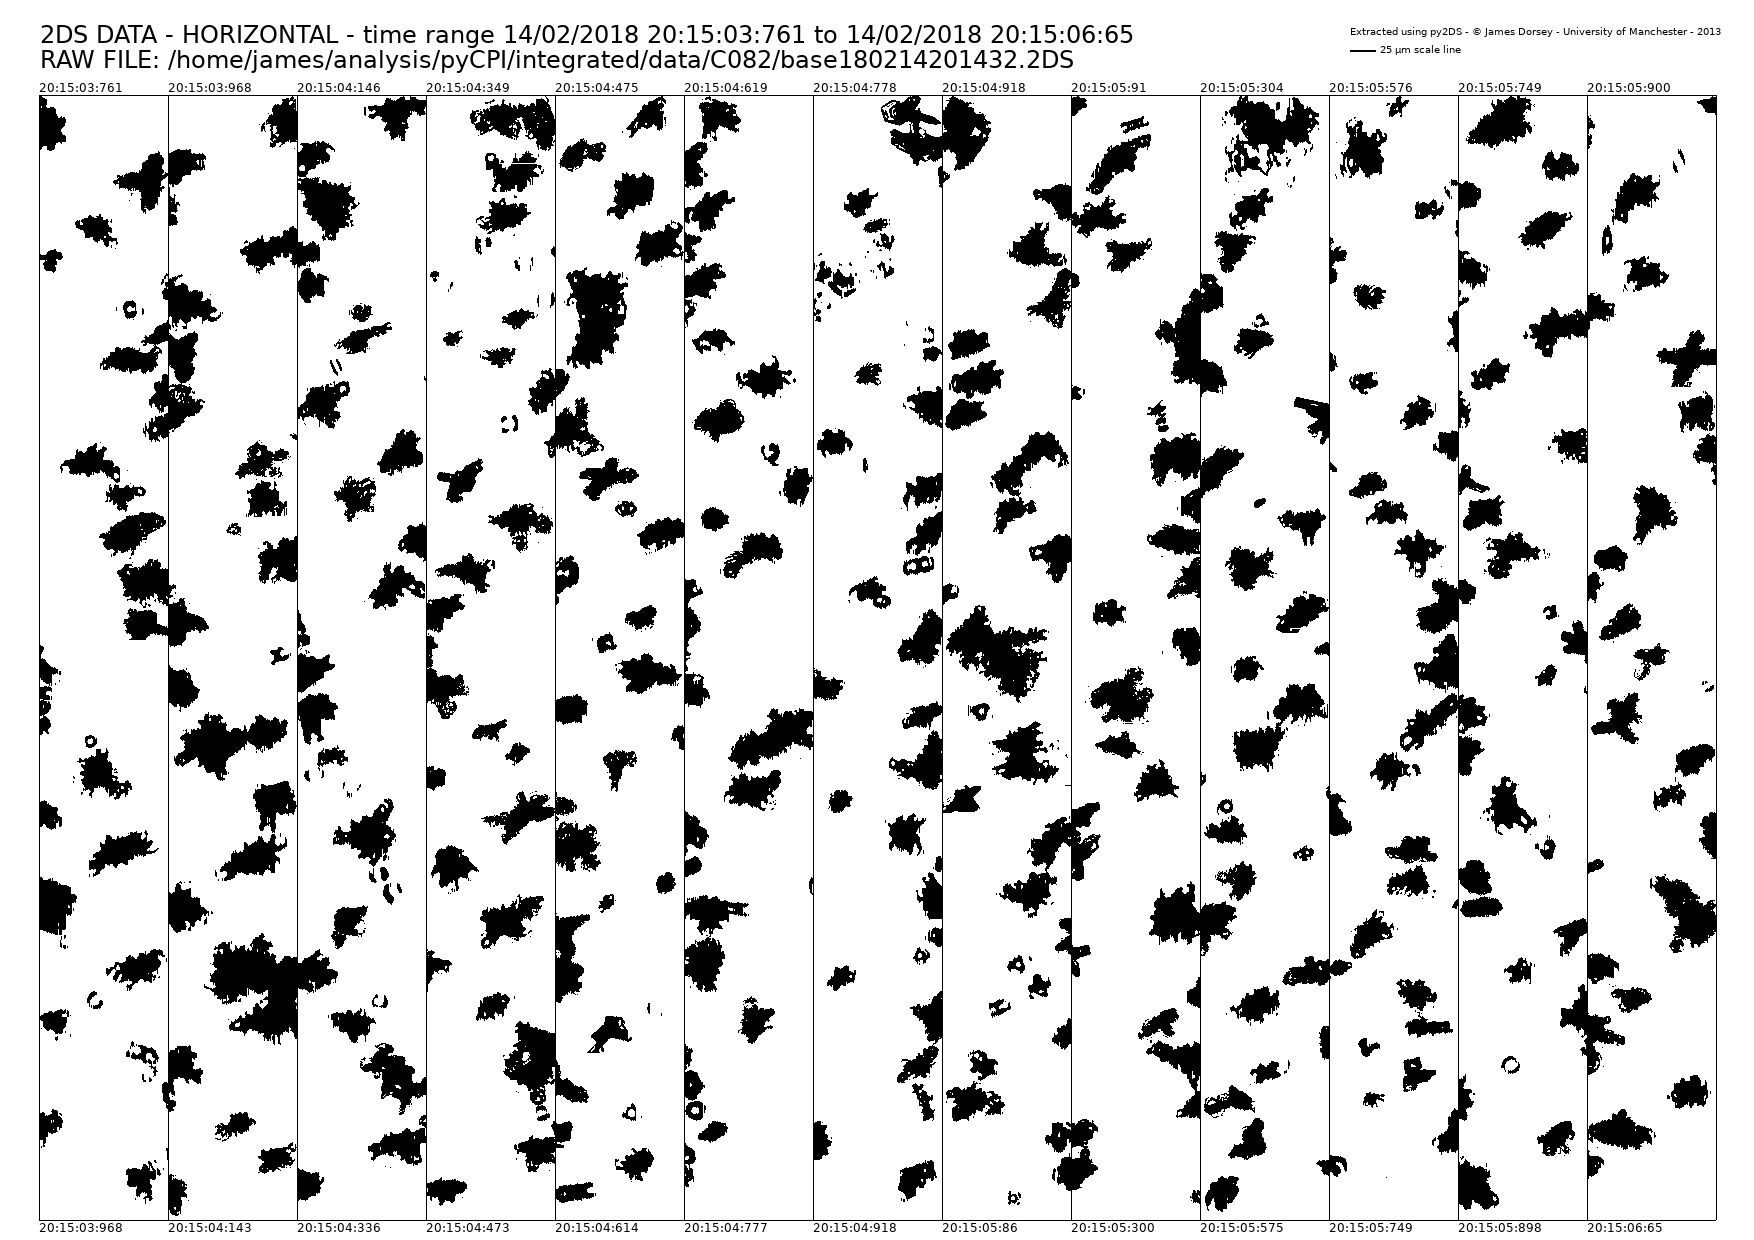 2DS DATA - HORIZONTAL - time range 14/02/2018 20:15:03:761 to 14/02/2018 20:15:06:65
RAW FILE: /home/james/analysis/pyCPI/integrated/data/C082/base180214201432.2DS
Extracted using py2DS - © James Dorsey - University of Manchester - 2013
25 µm scale line
20:15:03:761 20:15:03:968 20:15:04:146 20:15:04:349 20:15:04:475 20:15:04:619 20:15:04:778 20:15:04:918 20:15:05:91 20:15:05:304 20:15:05:576 20:15:05:749 20:15:05:900
20:15:03:968 20:15:04:143 20:15:04:336 20:15:04:473 20:15:04:614 20:15:04:777 20:15:04:918 20:15:05:86 20:15:05:300 20:15:05:575 20:15:05:749 20:15:05:898 20:15:06:65